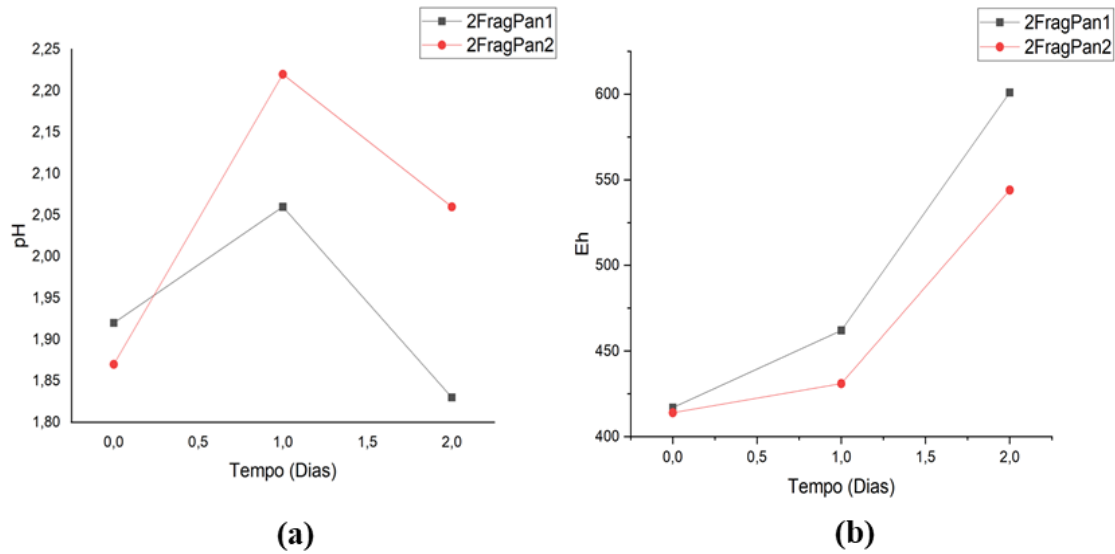 2FragPan1
2FragPan2
2,25
2,20
2,15
2,10
2,05
2,00
1,95
1,90
1,85
1,80
pH
0,0 0,5 1,0 1,5 2,0
Tempo (Dias)
(a)
2FragPan1
2FragPan2
600
550
500
450
400
Eh
0,0 0,5 1,0 1,5 2,0
Tempo (Dias)
(b)